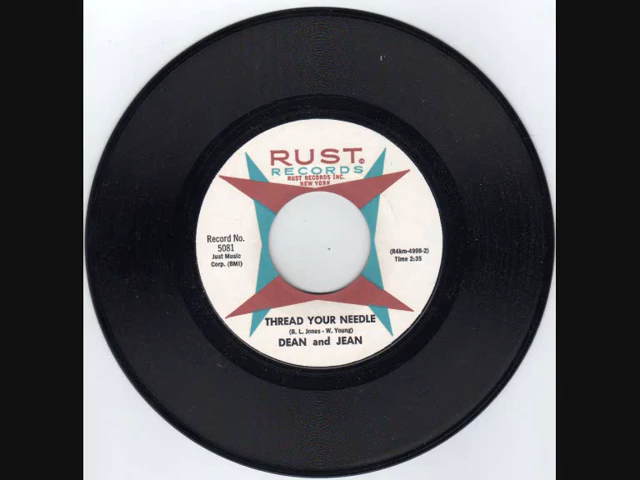 RUST
RECORDS
RUST RECORDS INC.
NEW YORK
Record No.
5081
Just Music
Corp. (BMI)
(R4km-4998-2)
Time 2:35
THREAD YOUR NEEDLE
(B. L. Jones - W. Young)
DEAN and JEAN